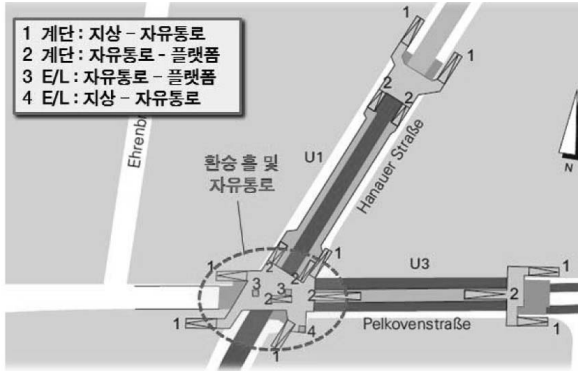 1 계단 : 지상 – 자유통로
2 계단 : 자유통로 - 플랫폼
3 E/L : 자유통로 – 플랫폼
4 E/L : 지상 – 자유통로
1
1
2
2
Ehrenb
U1
Hanauer Straße
N
환승 홀 및
자유통로
1
2
2
1
3
3
2
2
U3
2
1
1
4
1
Pelkovenstraße
1